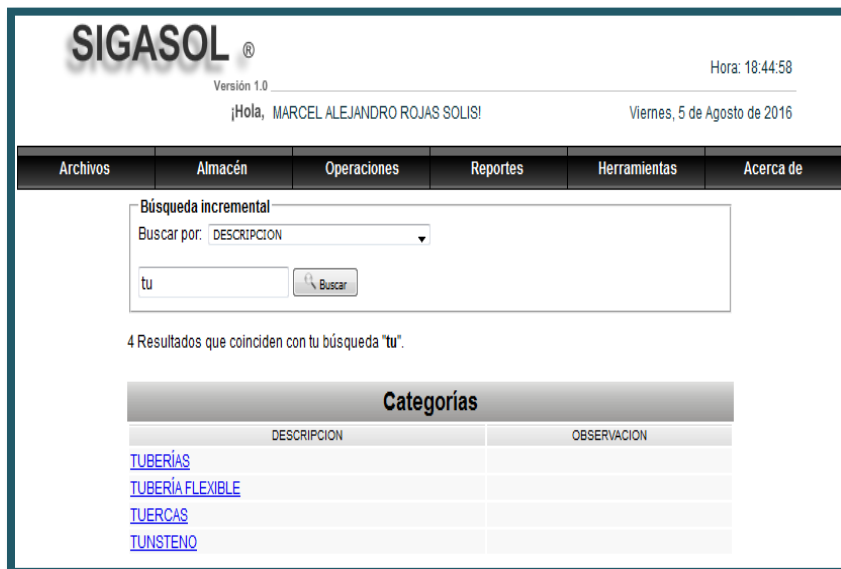 SIGASOL ®
Hora: 18:44:58
Versión 1.0
¡Hola, MARCEL ALEJANDRO ROJAS SOLIS! Viernes, 5 de Agosto de 2016
Archivos Almacén Operaciones Reportes Herramientas Acerca de
Búsqueda incremental
Buscar por: DESCRIPCION
tu Buscar
4 Resultados que coinciden con tu búsqueda "tu".
Categorías
DESCRIPCION OBSERVACION
TUBERÍAS
TUBERÍA FLEXIBLE
TUERCAS
TUNSTENO